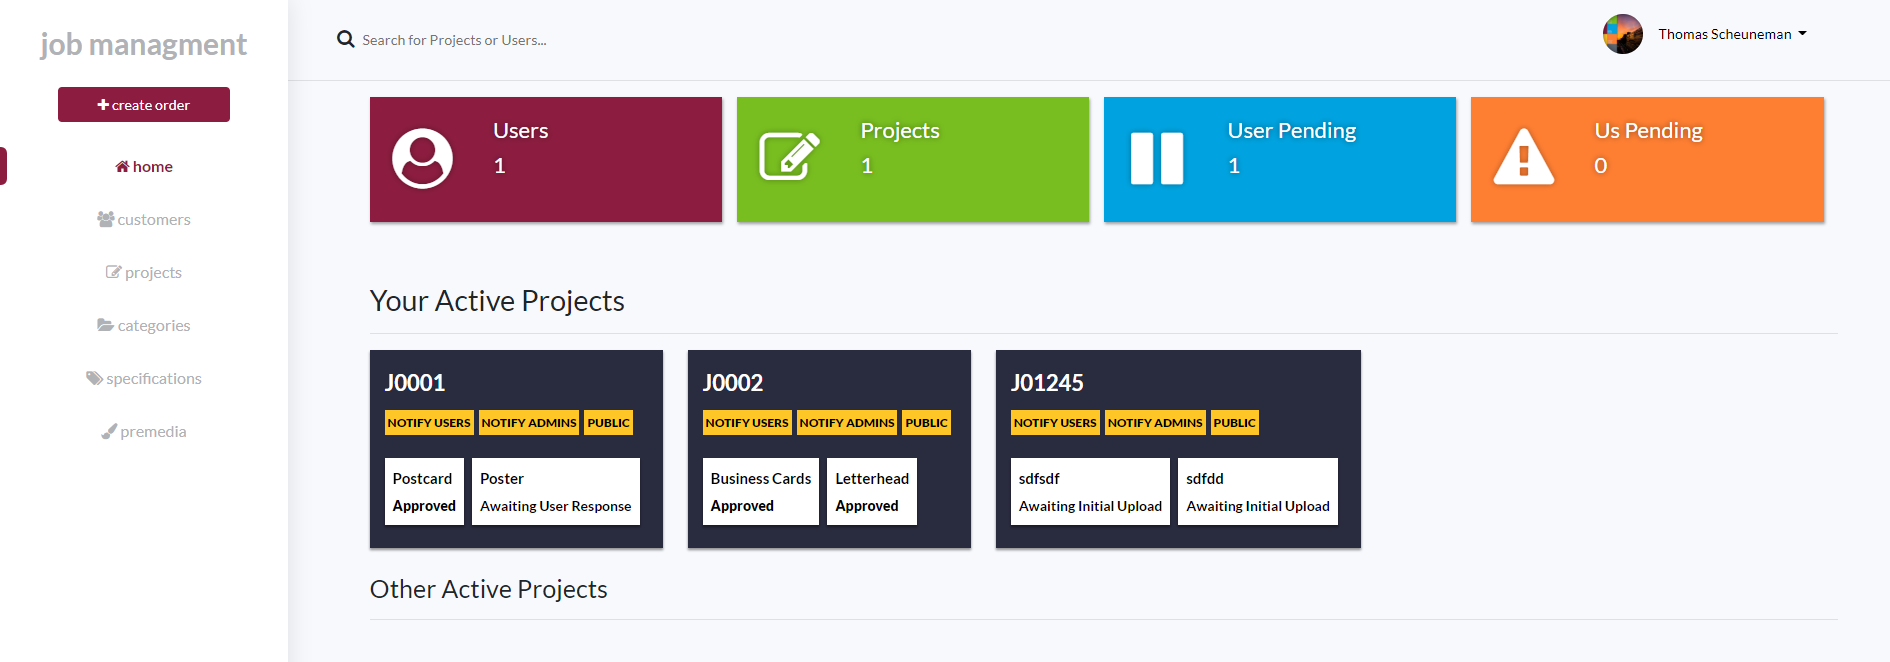 job managment
create order
home
customers
projects
categories
specifications
premedia
Search for Projects or Users...
Thomas Scheuneman
Users
1
Projects
1
User Pending
1
Us Pending
0
Your Active Projects
J0001
NOTIFY USERS NOTIFY ADMINS PUBLIC
Postcard
Approved
Poster
Awaiting User Response
J0002
NOTIFY USERS NOTIFY ADMINS PUBLIC
Business Cards
Approved
Letterhead
Approved
J01245
NOTIFY USERS NOTIFY ADMINS PUBLIC
sdfsdf
Awaiting Initial Upload
sdfdd
Awaiting Initial Upload
Other Active Projects